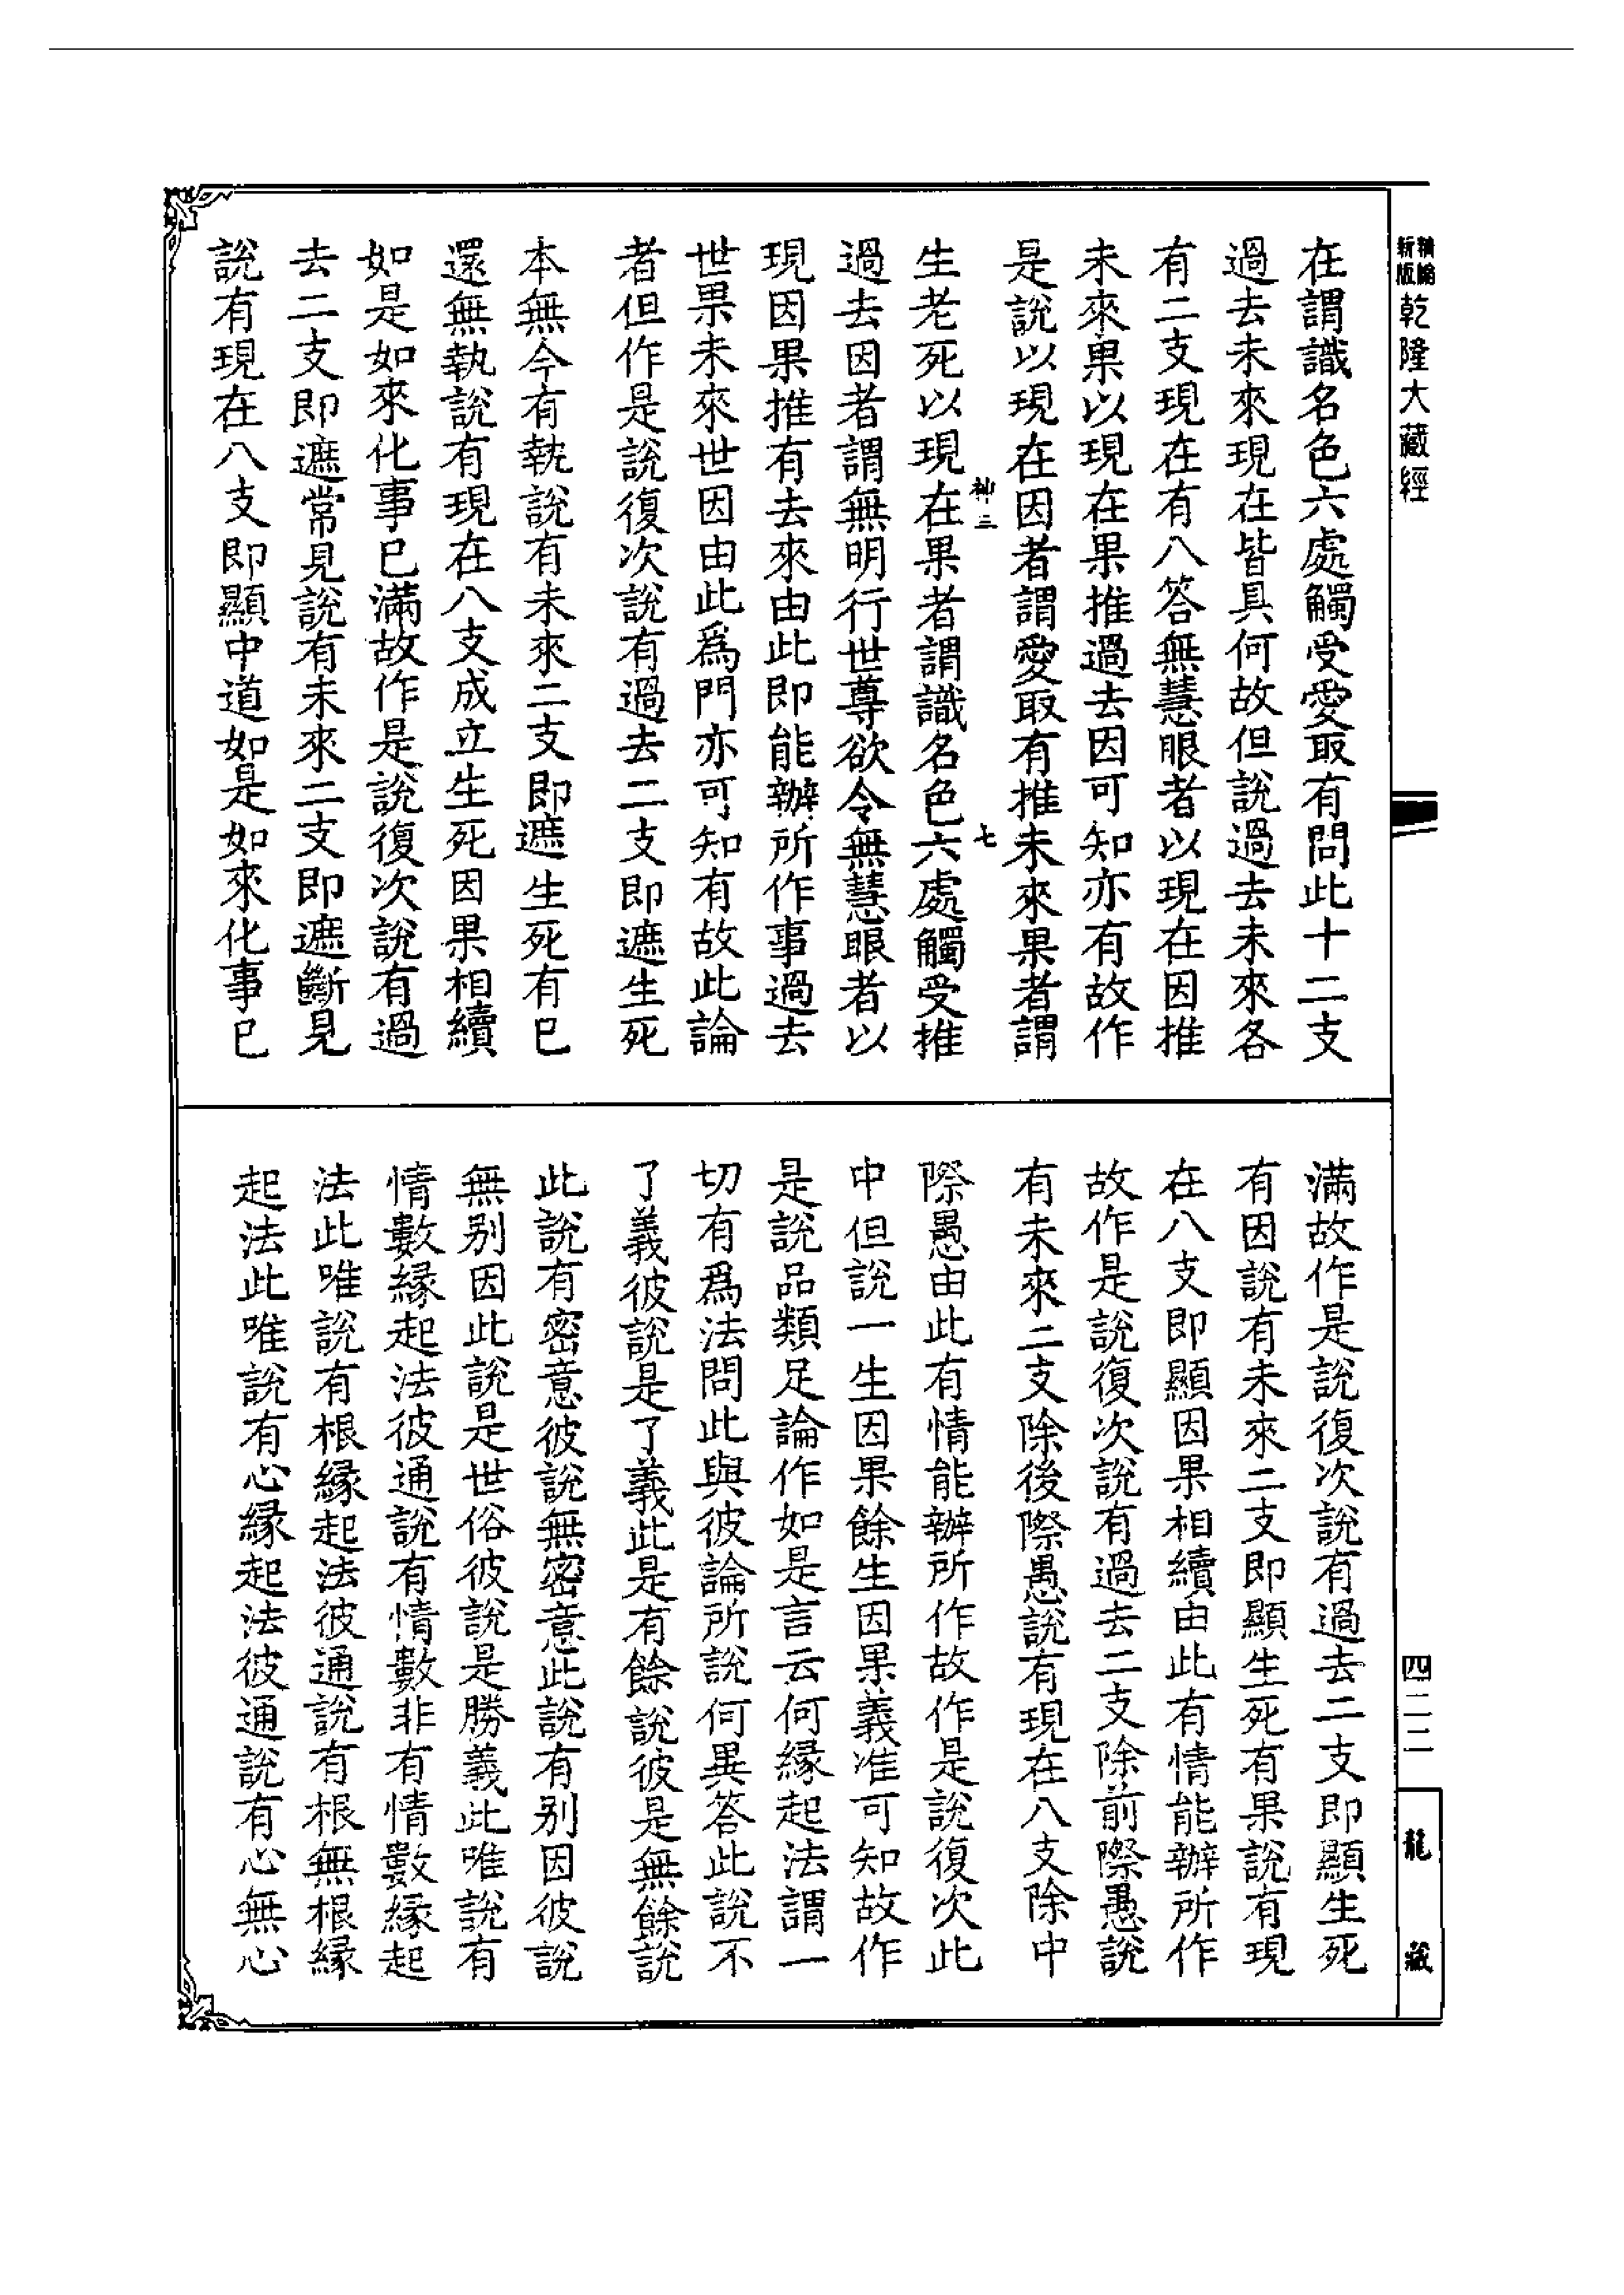 新版
精縮
乾隆大藏經
在謂識名色六處觸受愛取有問此十二支
過去未來現在皆具何故但說過去未來各
有二支現在有八答無慧眼者以現在因推
未來果以現在果推過去因可知亦有故作
是說以現在因者謂愛取有推未來果者謂
神三
七
生老死以現在果者謂識名色六處觸受推
過去因者謂無明行世尊欲令無慧眼者以
現因果推有去來由此即能辦所作事過去
世果未來世因由此爲門亦可知有故此論
者但作是說復次說有過去二支即遮生死
本無今有執說有未來二支即遮生死有已
還無執說有現在八支成立生死因果相續
如是如來化事已滿故作是說復次說有過
去二支即遮常見說有未來二支即遮斷見
說有現在八支即顯中道如是如來化事已
滿故作是說復次說有過去二支即顯生死
有因說有未來二支即顯生死有果說有現
在八支即顯因果相續由此有情能辦所作
故作是說復次說有過去二支除前際愚說
有未來二支除後際愚說有現在八支除中
際愚由此有情能辦所作故作是說復次此
中但說一生因果餘生因果義准可知故作
是說品類足論作如是言云何緣起法謂一
切有爲法問此與彼論所說何異答此說不
了義彼說是了義此是有餘說彼是無餘說
此說有密意彼說無密意此說有别因彼說
無别因此說是世俗彼說是勝義此唯說有
情數緣起法彼通說有情數非有情數緣起
法此唯說有根緣起法彼通說有根無根緣
起法此唯說有心緣起法彼通說有心無心
四二二
龍藏